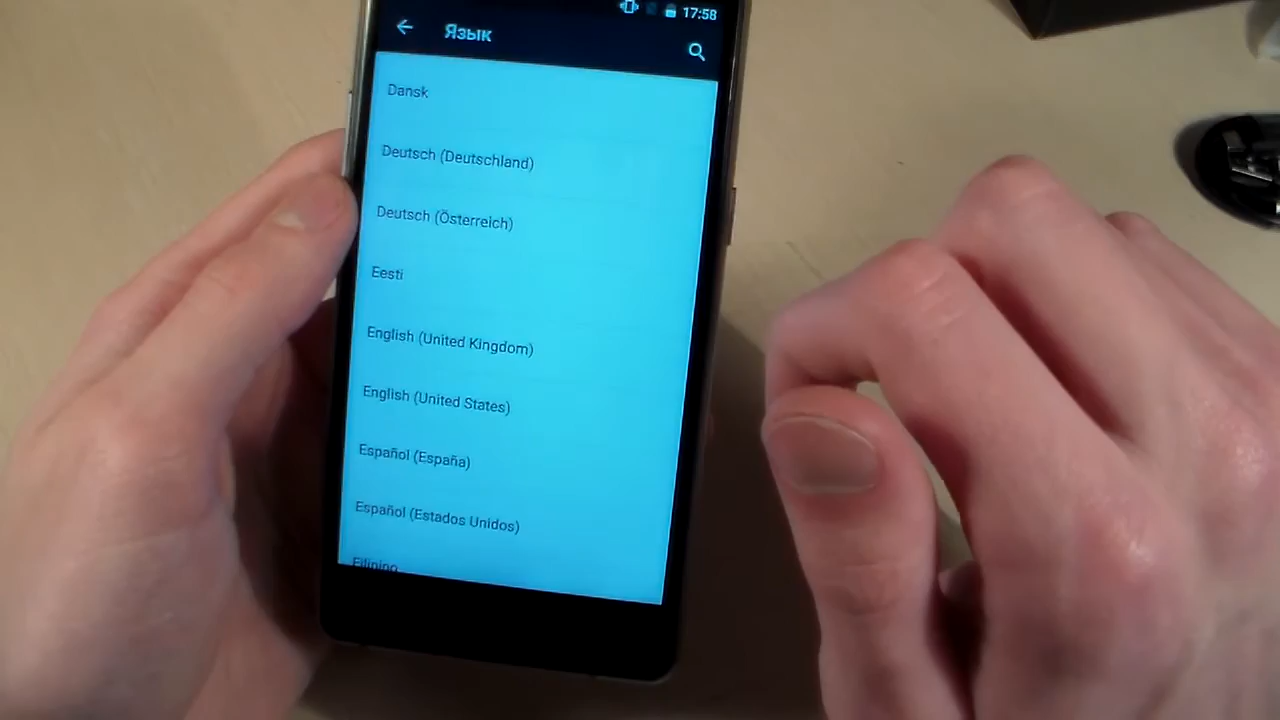 17:58
Язык
Dansk
Deutsch (Deutschland)
Deutsch (Österreich)
Eesti
English (United Kingdom)
English (United States)
Español (España)
Español (Estados Unidos)
Filipino